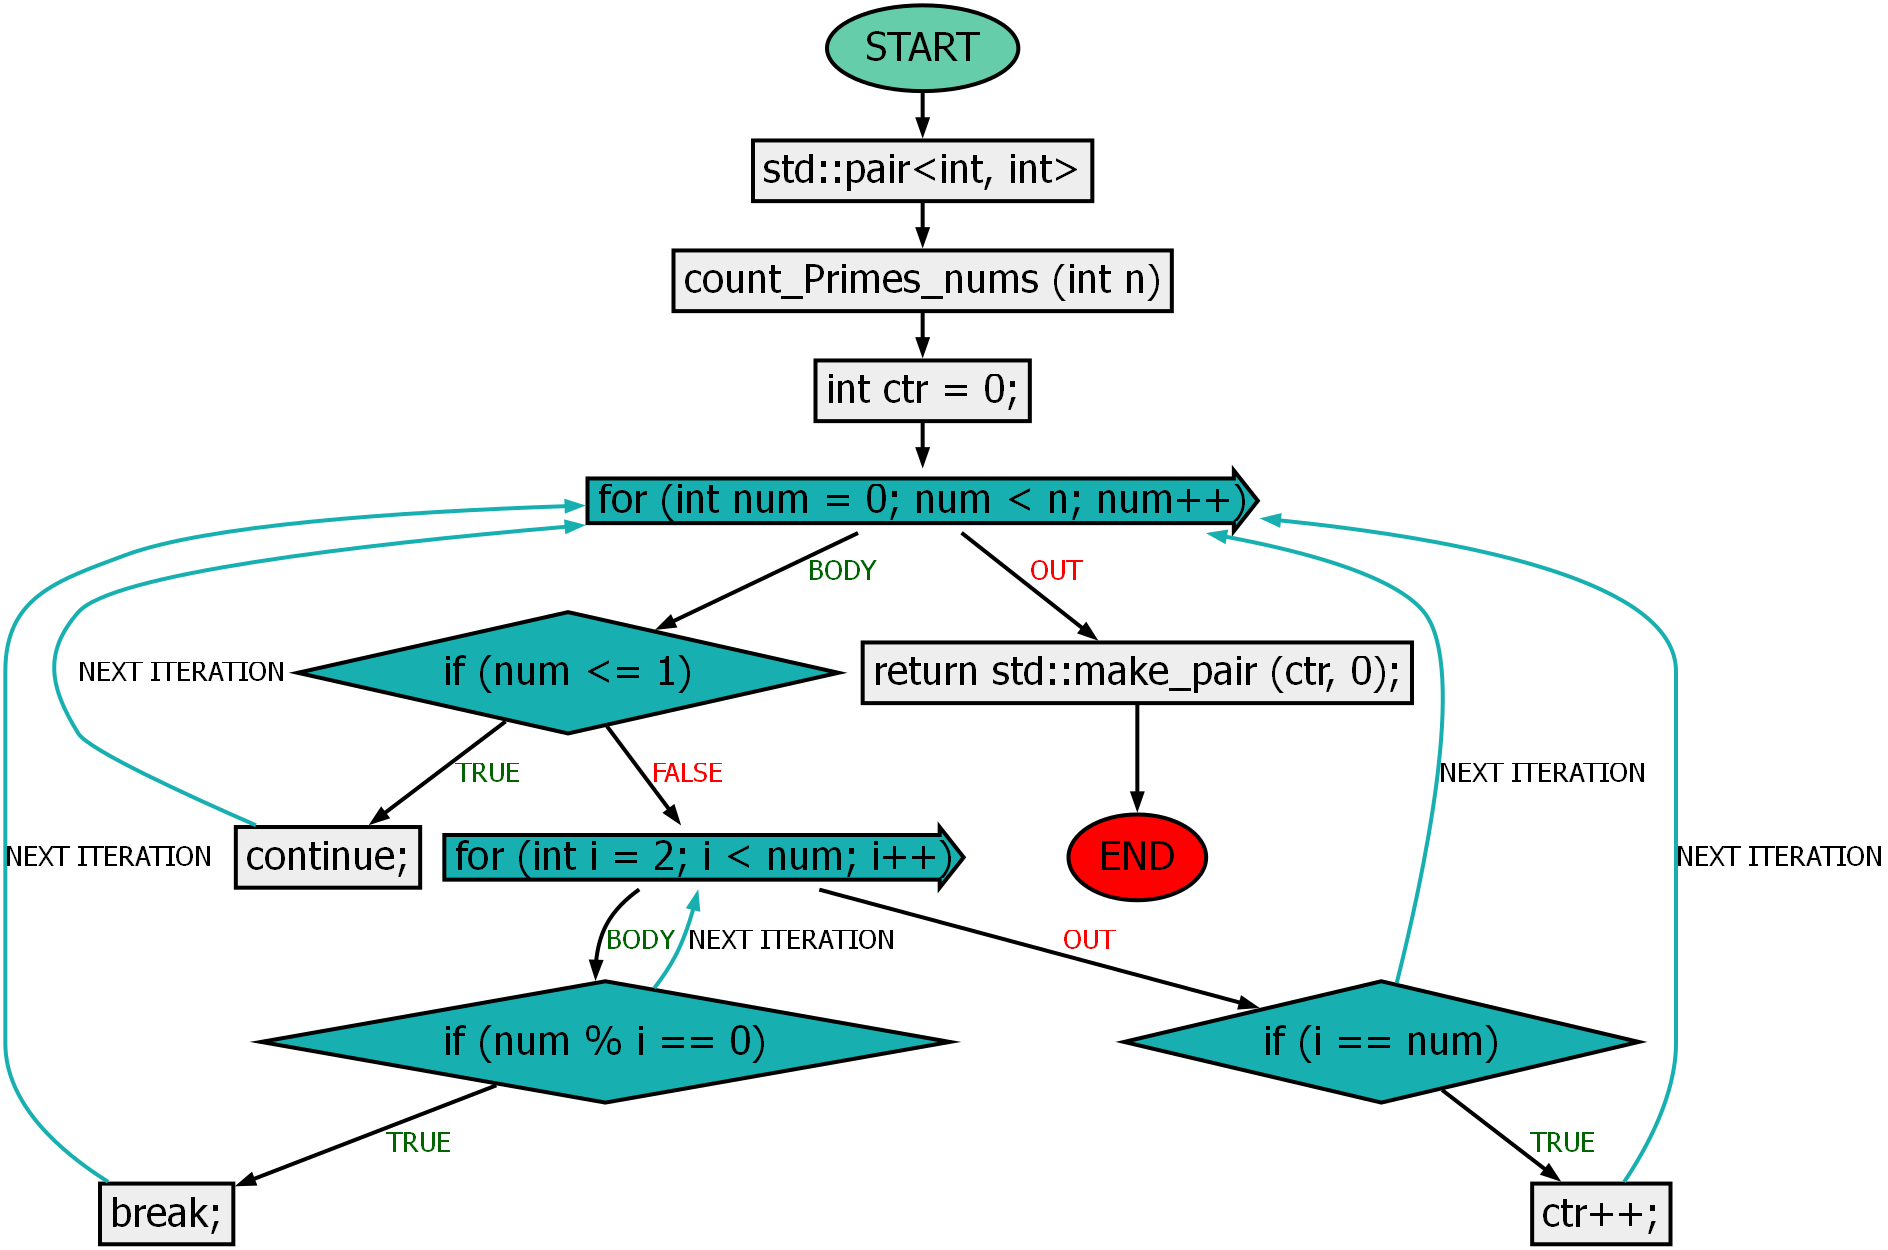 START
std::pair<int, int>
count_Primes_nums (int n)
int ctr = 0;
for (int num = 0; num < n; num++)
BODY
OUT
NEXT ITERATION
if (num <= 1)
return std::make_pair (ctr, 0);
TRUE
FALSE
NEXT ITERATION
NEXT ITERATION
continue;
for (int i = 2; i < num; i++)
END
NEXT ITERATION
BODY
NEXT ITERATION
OUT
if (num % i == 0)
if (i == num)
TRUE
TRUE
break;
ctr++;